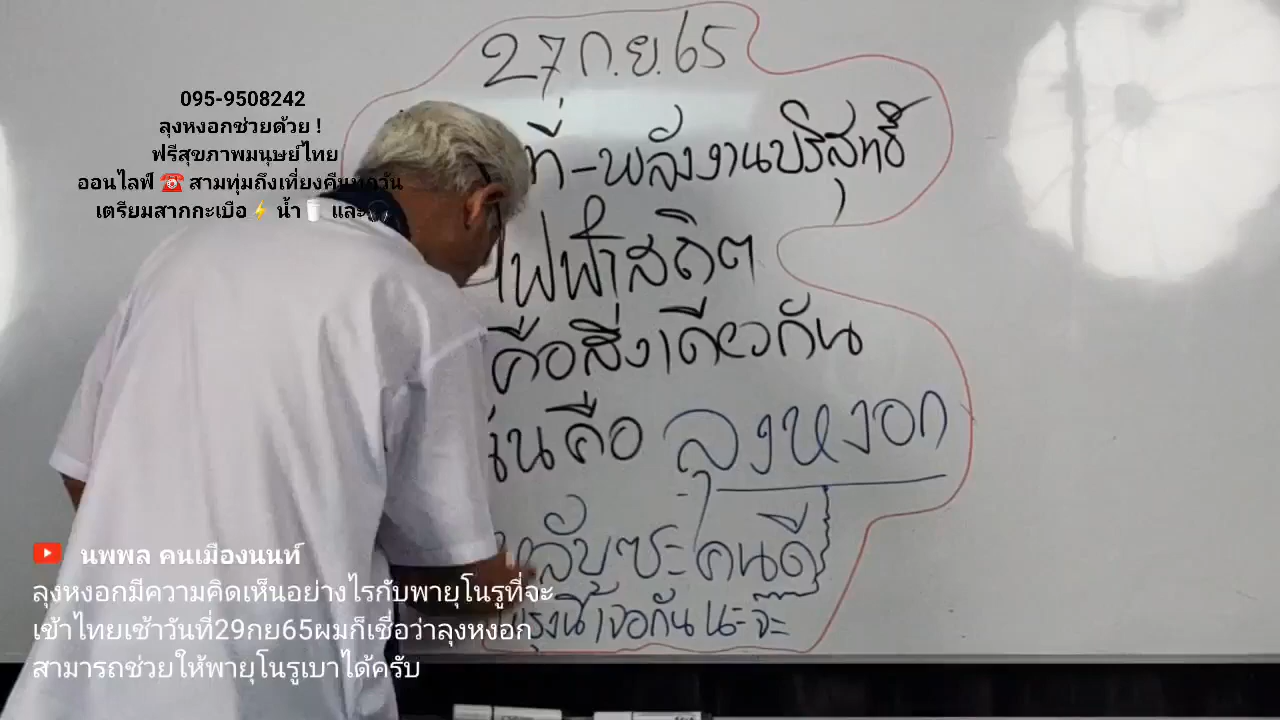 27 ก.ย.65
ที่-พลังงานบริสุทธิ์
ไฟฟ้าสถิต
คือสิ่งเดียวกัน
นคือ ลุงหงอก
หลับซะคนดี
พรุ่งนี้เจอกันนะจ๊ะ
095-9508242
ลุงหงอกช่วยด้วย !
ฟรีสุขภาพมนุษย์ไทย
ออนไลฟ์ ☎️ สามทุ่มถึงเที่ยงคืนทุกวัน
เตรียมสากกะเบือ⚡ น้ำ🥛 และ🎧
นพพล คนเมืองนนท์
ลุงหงอกมีความคิดเห็นอย่างไรกับพายุโนรูที่จะ
เข้าไทยเช้าวันที่29กย65ผมก็เชื่อว่าลุงหงอก
สามารถช่วยให้พายุโนรูเบาได้ครับ